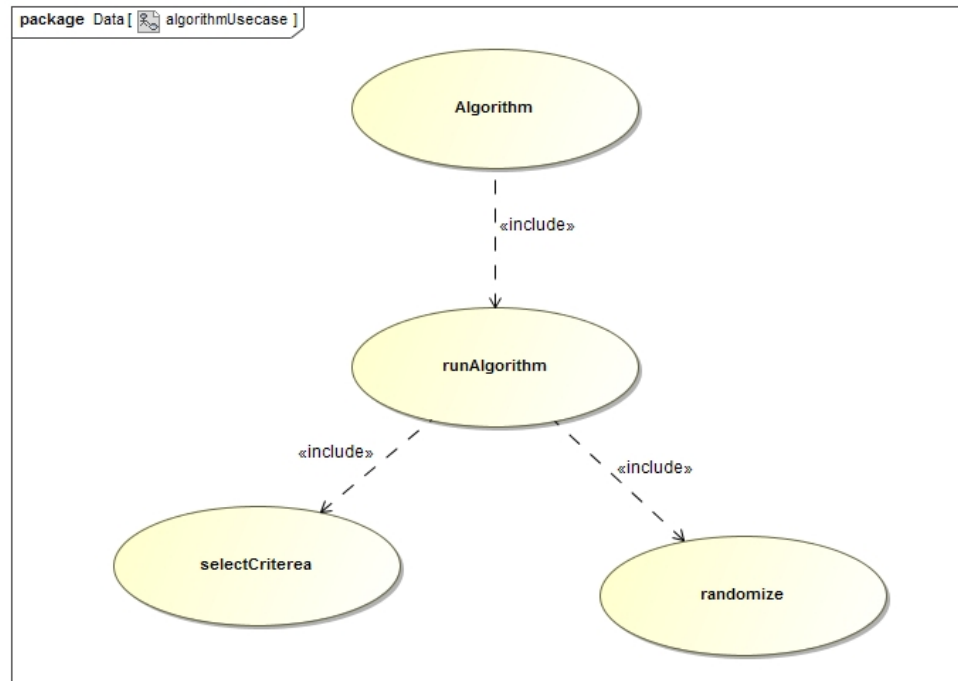 package Data [ algorithmUsecase ]
Algorithm
«include»
runAlgorithm
«include»
«include»
selectCriterea
randomize